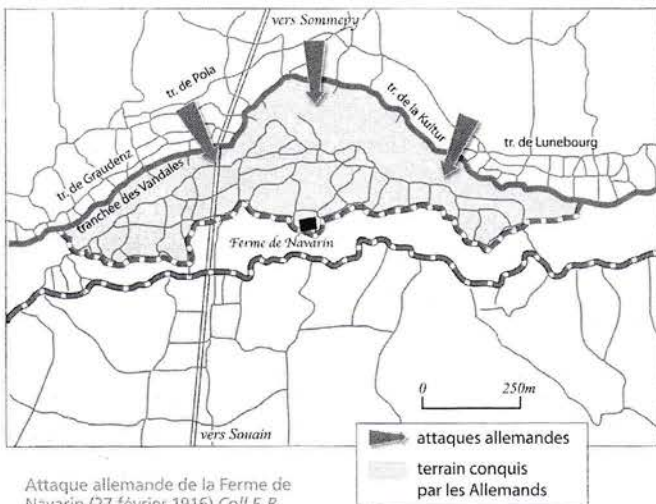 vers Sommepy
tr. de Pola
tr. de la Kultur
tr. de Lunebourg
tr. de Graudenz
tranchée des Vandales
Ferme de Navarin
0 250m
vers Souain
attaques allemandes
terrain conquis
par les Allemands
Attaque allemande de la Ferme de
Navarin (27 février 1916) Coll F.R.